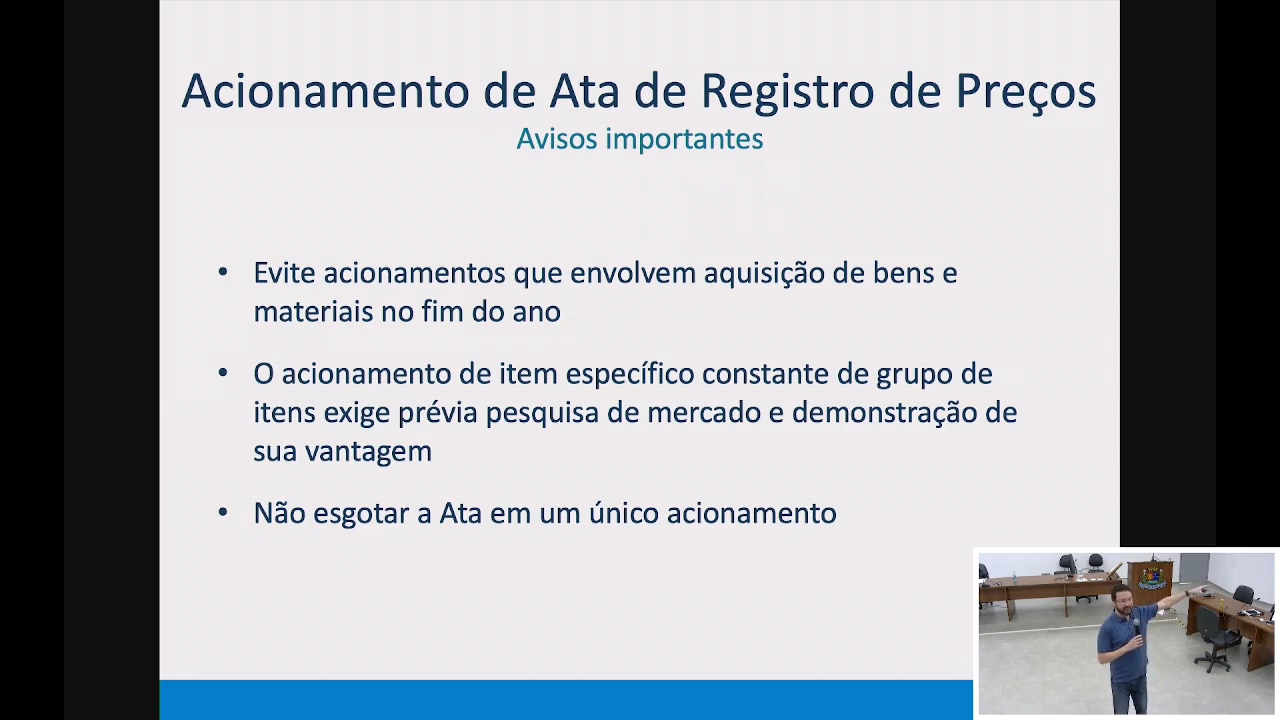 Acionamento de Ata de Registro de Preços
Avisos importantes
• Evite acionamentos que envolvem aquisição de bens e
materiais no fim do ano
• O acionamento de item específico constante de grupo de
itens exige prévia pesquisa de mercado e demonstração de
sua vantagem
• Não esgotar a Ata em um único acionamento